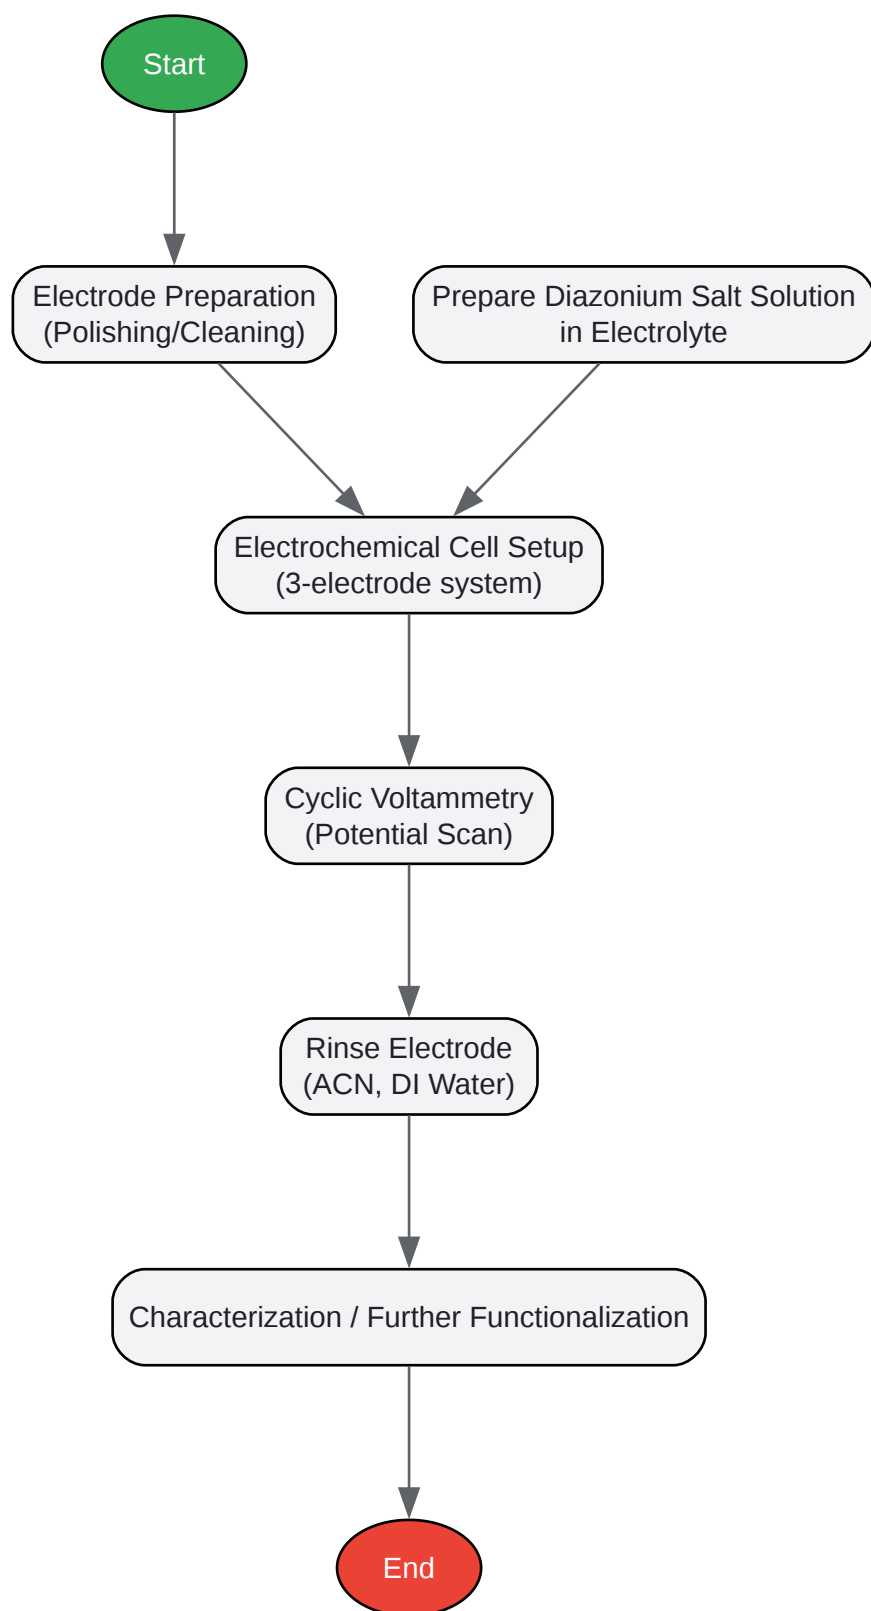 Start
Electrode Preparation
(Polishing/Cleaning)
Prepare Diazonium Salt Solution
in Electrolyte
Electrochemical Cell Setup
(3-electrode system)
Cyclic Voltammetry
(Potential Scan)
Rinse Electrode
(ACN, DI Water)
Characterization / Further Functionalization
End